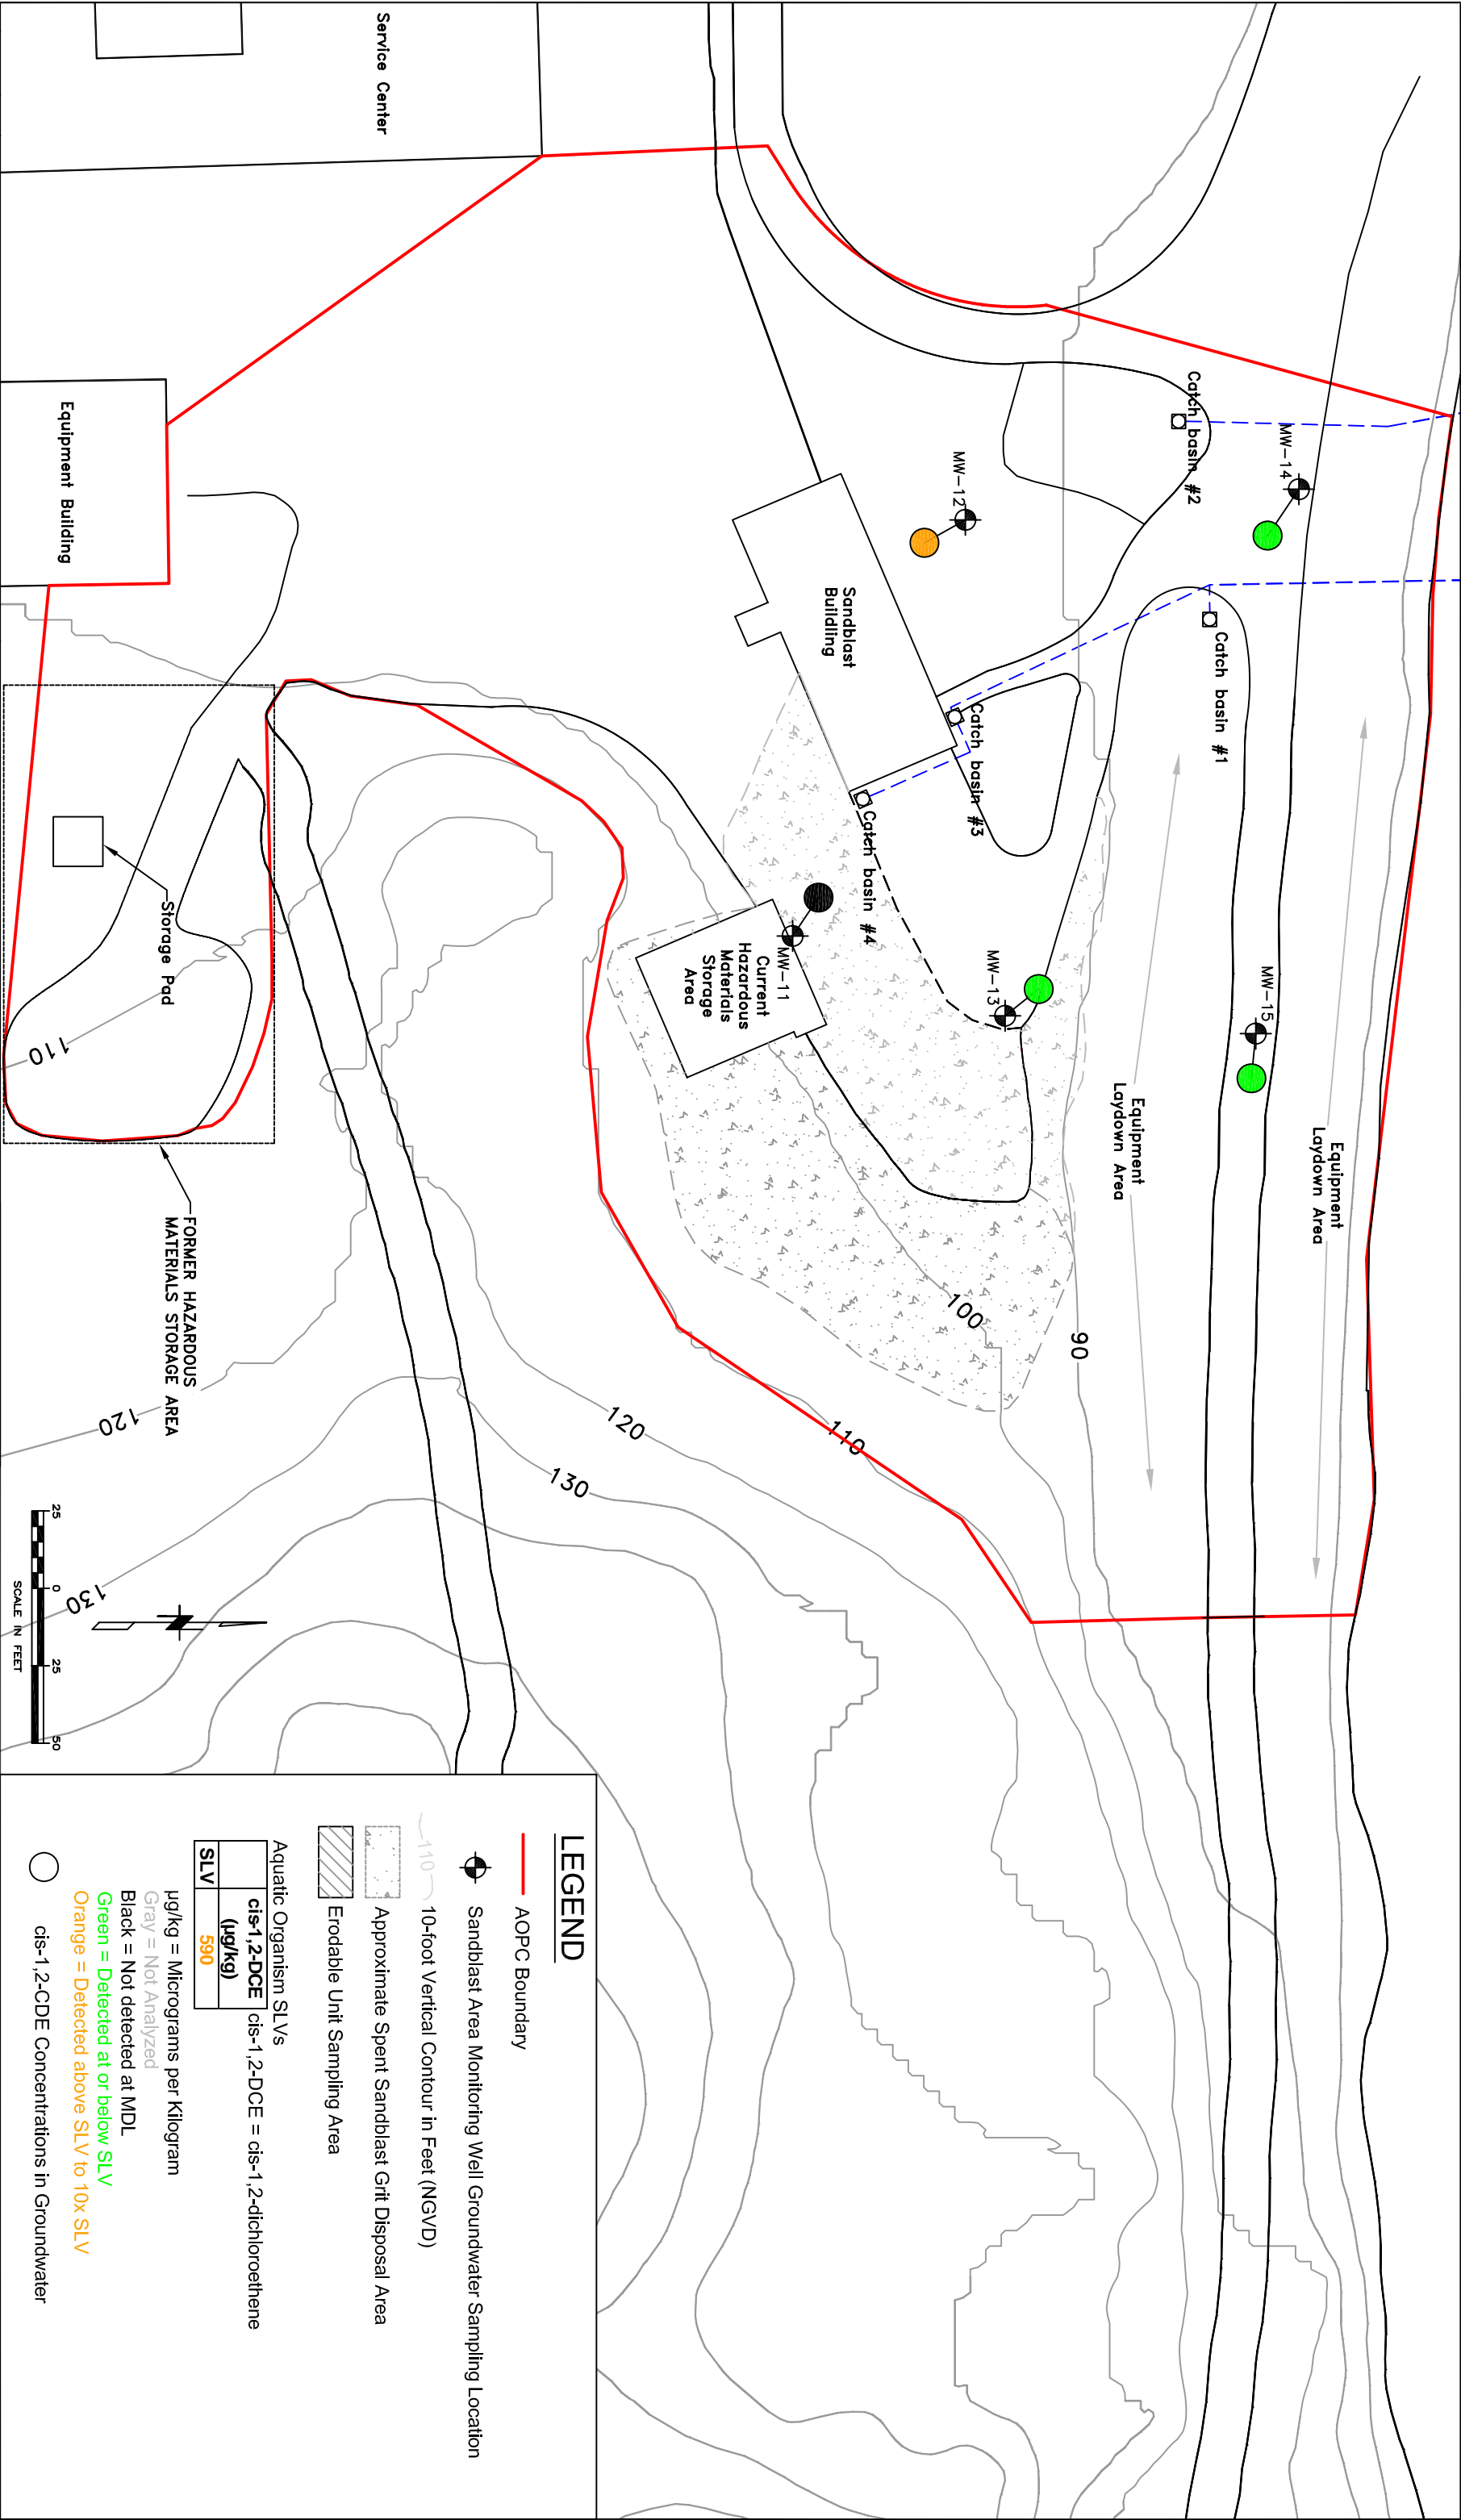 Service Center
Equipment Building
Catch basin #2
MW-14
MW-12
Sandblast
Buildling
Catch basin #1
Catch basin #3
Catch basin #4
MW-11
MW-13
MW-15
Current
Hazardous
Materials
Storage
Area
Equipment
Laydown Area
Equipment
Laydown Area
Storage Pad
FORMER HAZARDOUS
MATERIALS STORAGE AREA
110
120
130
90
100
110
120
130
25
0
25
50
SCALE IN FEET
LEGEND
AOPC Boundary
Sandblast Area Monitoring Well Groundwater Sampling Location
110
10-foot Vertical Contour in Feet (NGVD)
Approximate Spent Sandblast Grit Disposal Area
Erodable Unit Sampling Area
Aquatic Organism SLVs
cis-1,2-DCE
(µg/kg)
SLV 590
cis-1,2-DCE = cis-1,2-dichloroethene
µg/kg = Micrograms per Kilogram
Gray = Not Analyzed
Black = Not detected at MDL
Green = Detected at or below SLV
Orange = Detected above SLV to 10x SLV
cis-1,2-CDE Concentrations in Groundwater